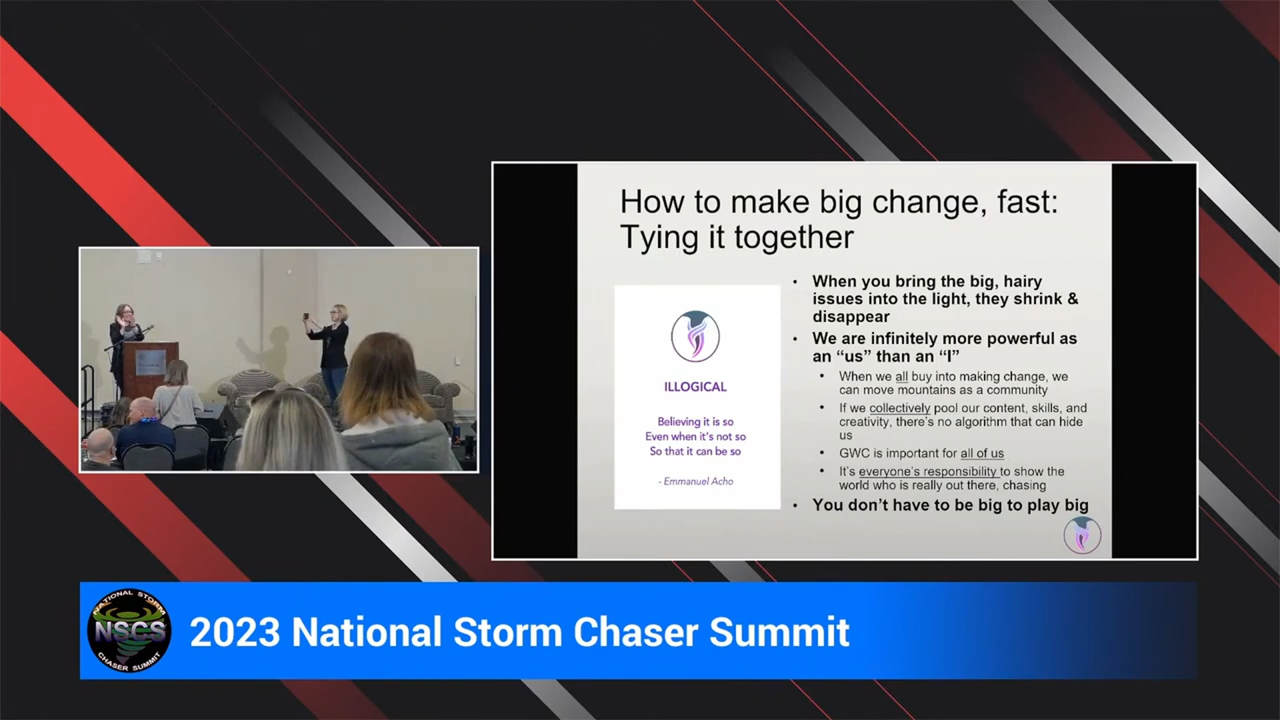 How to make big change, fast:
Tying it together
ILLOGICAL
Believing it is so
Even when it's not so
So that it can be so
- Emmanuel Acho
• When you bring the big, hairy
issues into the light, they shrink &
disappear
• We are infinitely more powerful as
an “us” than an “I”
• When we all buy into making change, we
can move mountains as a community
• If we collectively pool our content, skills, and
creativity, there’s no algorithm that can hide
us
• GWC is important for all of us
• It’s everyone’s responsibility to show the
world who is really out there, chasing
• You don’t have to be big to play big
NATIONAL STORM
NSCS
CHASER SUMMIT
2023 National Storm Chaser Summit